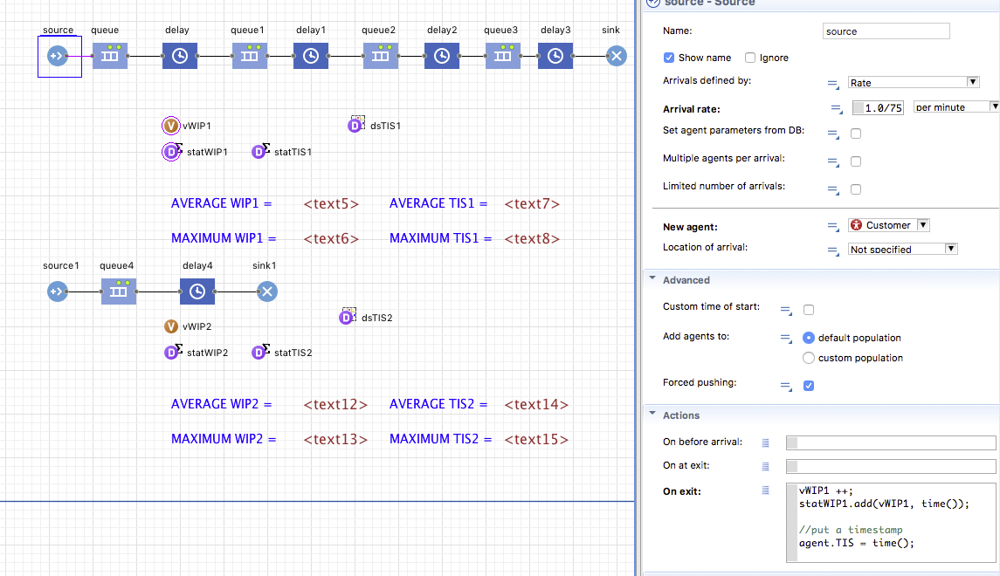 source - Source
source queue delay queue1 delay1 queue2 delay2 queue3 delay3 sink
vWIP1 dsTIS1
statWIP1 statTIS1
AVERAGE WIP1 = <text5> AVERAGE TIS1 = <text7>
MAXIMUM WIP1 = <text6> MAXIMUM TIS1 = <text8>
source1 queue4 delay4 sink1
dsTIS2
vWIP2
statWIP2 statTIS2
AVERAGE WIP2 = <text12> AVERAGE TIS2 = <text14>
MAXIMUM WIP2 = <text13> MAXIMUM TIS2 = <text15>
Name: source
Show name Ignore
Arrivals defined by: Rate
Arrival rate: 1.0/75 per minute
Set agent parameters from DB:
Multiple agents per arrival:
Limited number of arrivals:
New agent: Customer
Location of arrival: Not specified
Advanced
Custom time of start:
Add agents to: default population
custom population
Forced pushing:
Actions
On before arrival:
On at exit:
On exit: vWIP1 ++;
statWIP1.add(vWIP1, time());
//put a timestamp
agent.TIS = time();